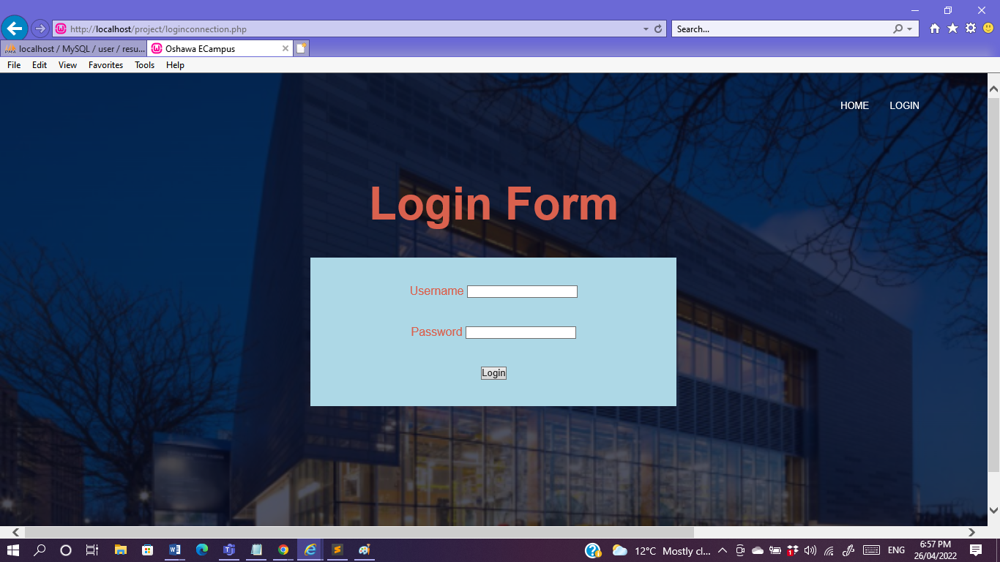 http://localhost/project/loginconnection.php
Search...
localhost / MySQL / user / resu...
Oshawa ECampus
File Edit View Favorites Tools Help
HOME LOGIN
Login Form
Username
Password
Login
12°C Mostly cl... ENG
6:57 PM
26/04/2022